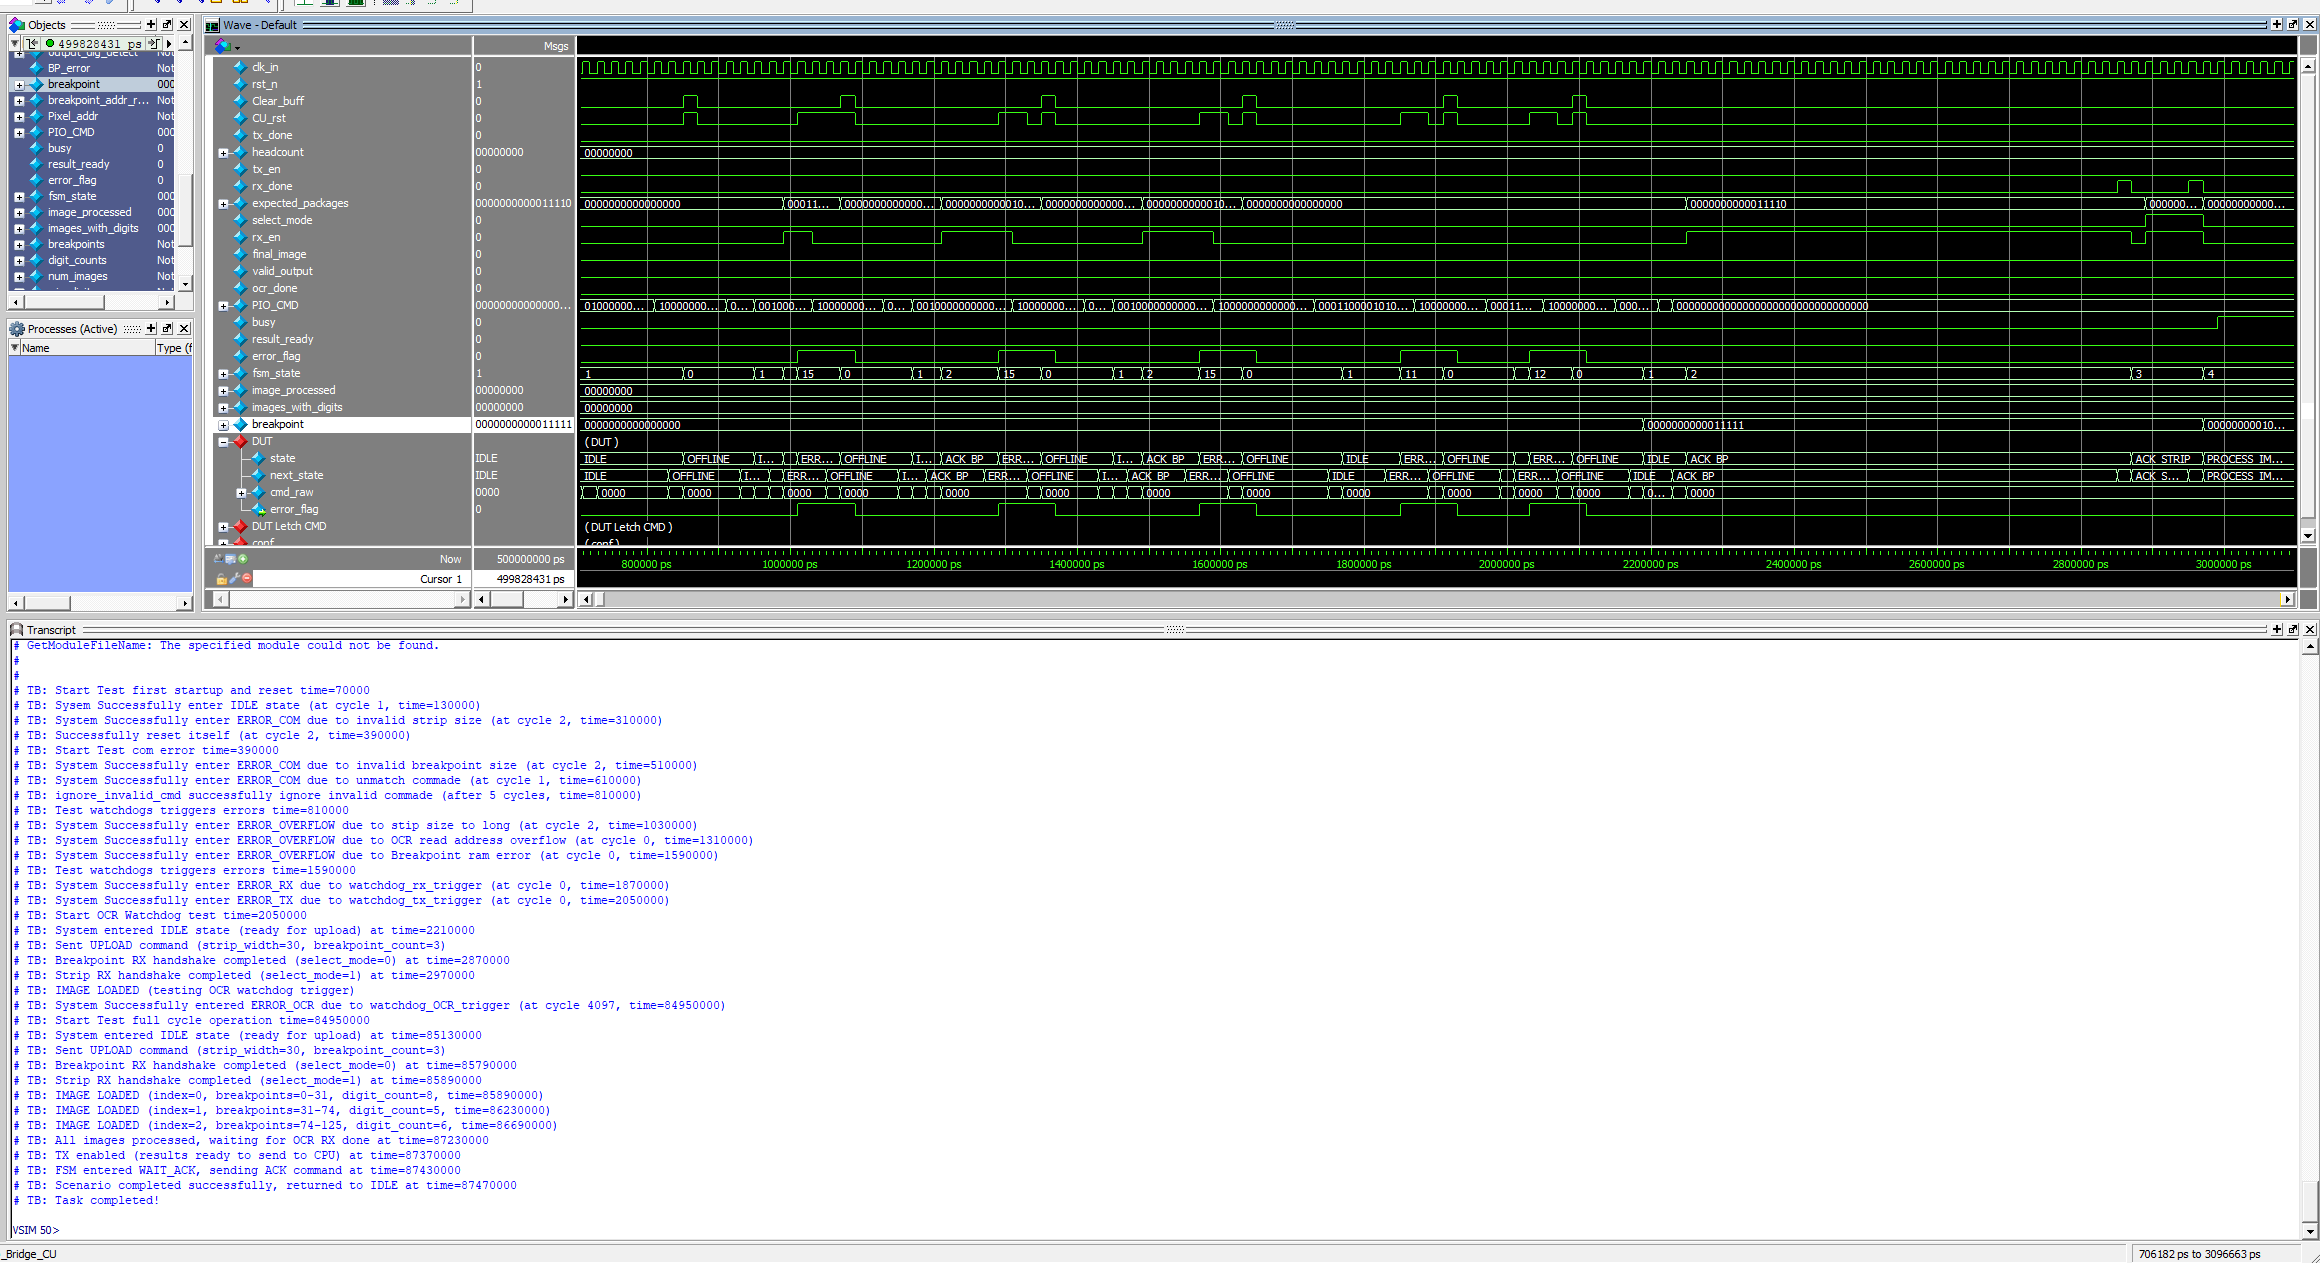 Objects
499828431 ps
output_dig_detect Not
BP_error Not
breakpoint 000
breakpoint_addr_r... Not
Pixel_addr Not
PIO_CMD 000
busy 0
result_ready 0
error_flag 0
fsm_state 000
image_processed 000
images_with_digits 000
breakpoints Not
digit_counts Not
num_images Not
Processes (Active)
Name Type (f
Wave - Default
Msgs
clk_in 0
rst_n 1
Clear_buff 0
CU_rst 0
tx_done 0
headcount 00000000 00000000
tx_en 0
rx_done 0
expected_packages 0000000000011110 0000000000000000 00011... 0000000000000... 00000000000010... 0000000000000... 00000000000010... 0000000000000000 0000000000011110 000000... 00000000000...
select_mode 0
rx_en 0
final_image 0
valid_output 0
ocr_done 0
PIO_CMD 00000000000000... 01000000... 10000000... 0... 001000... 10000000... 0... 0010000000000... 10000000... 0... 0010000000000... 1000000000000... 0001100001010... 10000000... 00011... 10000000... 000... 00000000000000000000000000000000
busy 0
result_ready 0
error_flag 0
fsm_state 1 1 0 1 15 0 1 2 15 0 1 2 15 0 1 11 0 12 0 1 2 3 4
image_processed 00000000 00000000
images_with_digits 00000000 00000000
breakpoint 0000000000011111 0000000000000000 0000000000011111 00000000010...
DUT ( DUT )
state IDLE IDLE OFFLINE I... ERR... OFFLINE I... ACK BP ERR... OFFLINE I... ACK BP ERR... OFFLINE IDLE ERR... OFFLINE ERR... OFFLINE IDLE ACK BP ACK STRIP PROCESS IM...
next_state IDLE IDLE OFFLINE I... ERR... OFFLINE I... ACK BP ERR... OFFLINE I... ACK BP ERR... OFFLINE IDLE ERR... OFFLINE ERR... OFFLINE IDLE ACK BP ACK S... PROCESS IM...
cmd_raw 0000 0000 0000 0000 0000 0000 0000 0000 0000 0000 0000 0000 0000 0... 0000
error_flag 0
DUT Letch CMD ( DUT Letch CMD )
conf ( conf )
Now 500000000 ps 800000 ps 1000000 ps 1200000 ps 1400000 ps 1600000 ps 1800000 ps 2000000 ps 2200000 ps 2400000 ps 2600000 ps 2800000 ps 3000000 ps
Cursor 1 499828431 ps
Transcript
# GetModuleFileName: The specified module could not be found.
#
#
# TB: Start Test first startup and reset time=70000
# TB: Sysem Successfully enter IDLE state (at cycle 1, time=130000)
# TB: System Successfully enter ERROR_COM due to invalid strip size (at cycle 2, time=310000)
# TB: Successfully reset itself (at cycle 2, time=390000)
# TB: Start Test com error time=390000
# TB: System Successfully enter ERROR_COM due to invalid breakpoint size (at cycle 2, time=510000)
# TB: System Successfully enter ERROR_COM due to unmatch commade (at cycle 1, time=610000)
# TB: ignore_invalid_cmd successfully ignore invalid commade (after 5 cycles, time=810000)
# TB: Test watchdogs triggers errors time=810000
# TB: System Successfully enter ERROR_OVERFLOW due to stip size to long (at cycle 2, time=1030000)
# TB: System Successfully enter ERROR_OVERFLOW due to OCR read address overflow (at cycle 0, time=1310000)
# TB: System Successfully enter ERROR_OVERFLOW due to Breakpoint ram error (at cycle 0, time=1590000)
# TB: Test watchdogs triggers errors time=1590000
# TB: System Successfully enter ERROR_RX due to watchdog_rx_trigger (at cycle 0, time=1870000)
# TB: System Successfully enter ERROR_TX due to watchdog_tx_trigger (at cycle 0, time=2050000)
# TB: Start OCR Watchdog test time=2050000
# TB: System entered IDLE state (ready for upload) at time=2210000
# TB: Sent UPLOAD command (strip_width=30, breakpoint_count=3)
# TB: Breakpoint RX handshake completed (select_mode=0) at time=2870000
# TB: Strip RX handshake completed (select_mode=1) at time=2970000
# TB: IMAGE LOADED (testing OCR watchdog trigger)
# TB: System Successfully entered ERROR_OCR due to watchdog_OCR_trigger (at cycle 4097, time=84950000)
# TB: Start Test full cycle operation time=84950000
# TB: System entered IDLE state (ready for upload) at time=85130000
# TB: Sent UPLOAD command (strip_width=30, breakpoint_count=3)
# TB: Breakpoint RX handshake completed (select_mode=0) at time=85790000
# TB: Strip RX handshake completed (select_mode=1) at time=85890000
# TB: IMAGE LOADED (index=0, breakpoints=0-31, digit_count=8, time=85890000)
# TB: IMAGE LOADED (index=1, breakpoints=31-74, digit_count=5, time=86230000)
# TB: IMAGE LOADED (index=2, breakpoints=74-125, digit_count=6, time=86690000)
# TB: All images processed, waiting for OCR RX done at time=87230000
# TB: TX enabled (results ready to send to CPU) at time=87370000
# TB: FSM entered WAIT_ACK, sending ACK command at time=87430000
# TB: Scenario completed successfully, returned to IDLE at time=87470000
# TB: Task completed!
VSIM 50>
_Bridge_CU
706182 ps to 3096663 ps